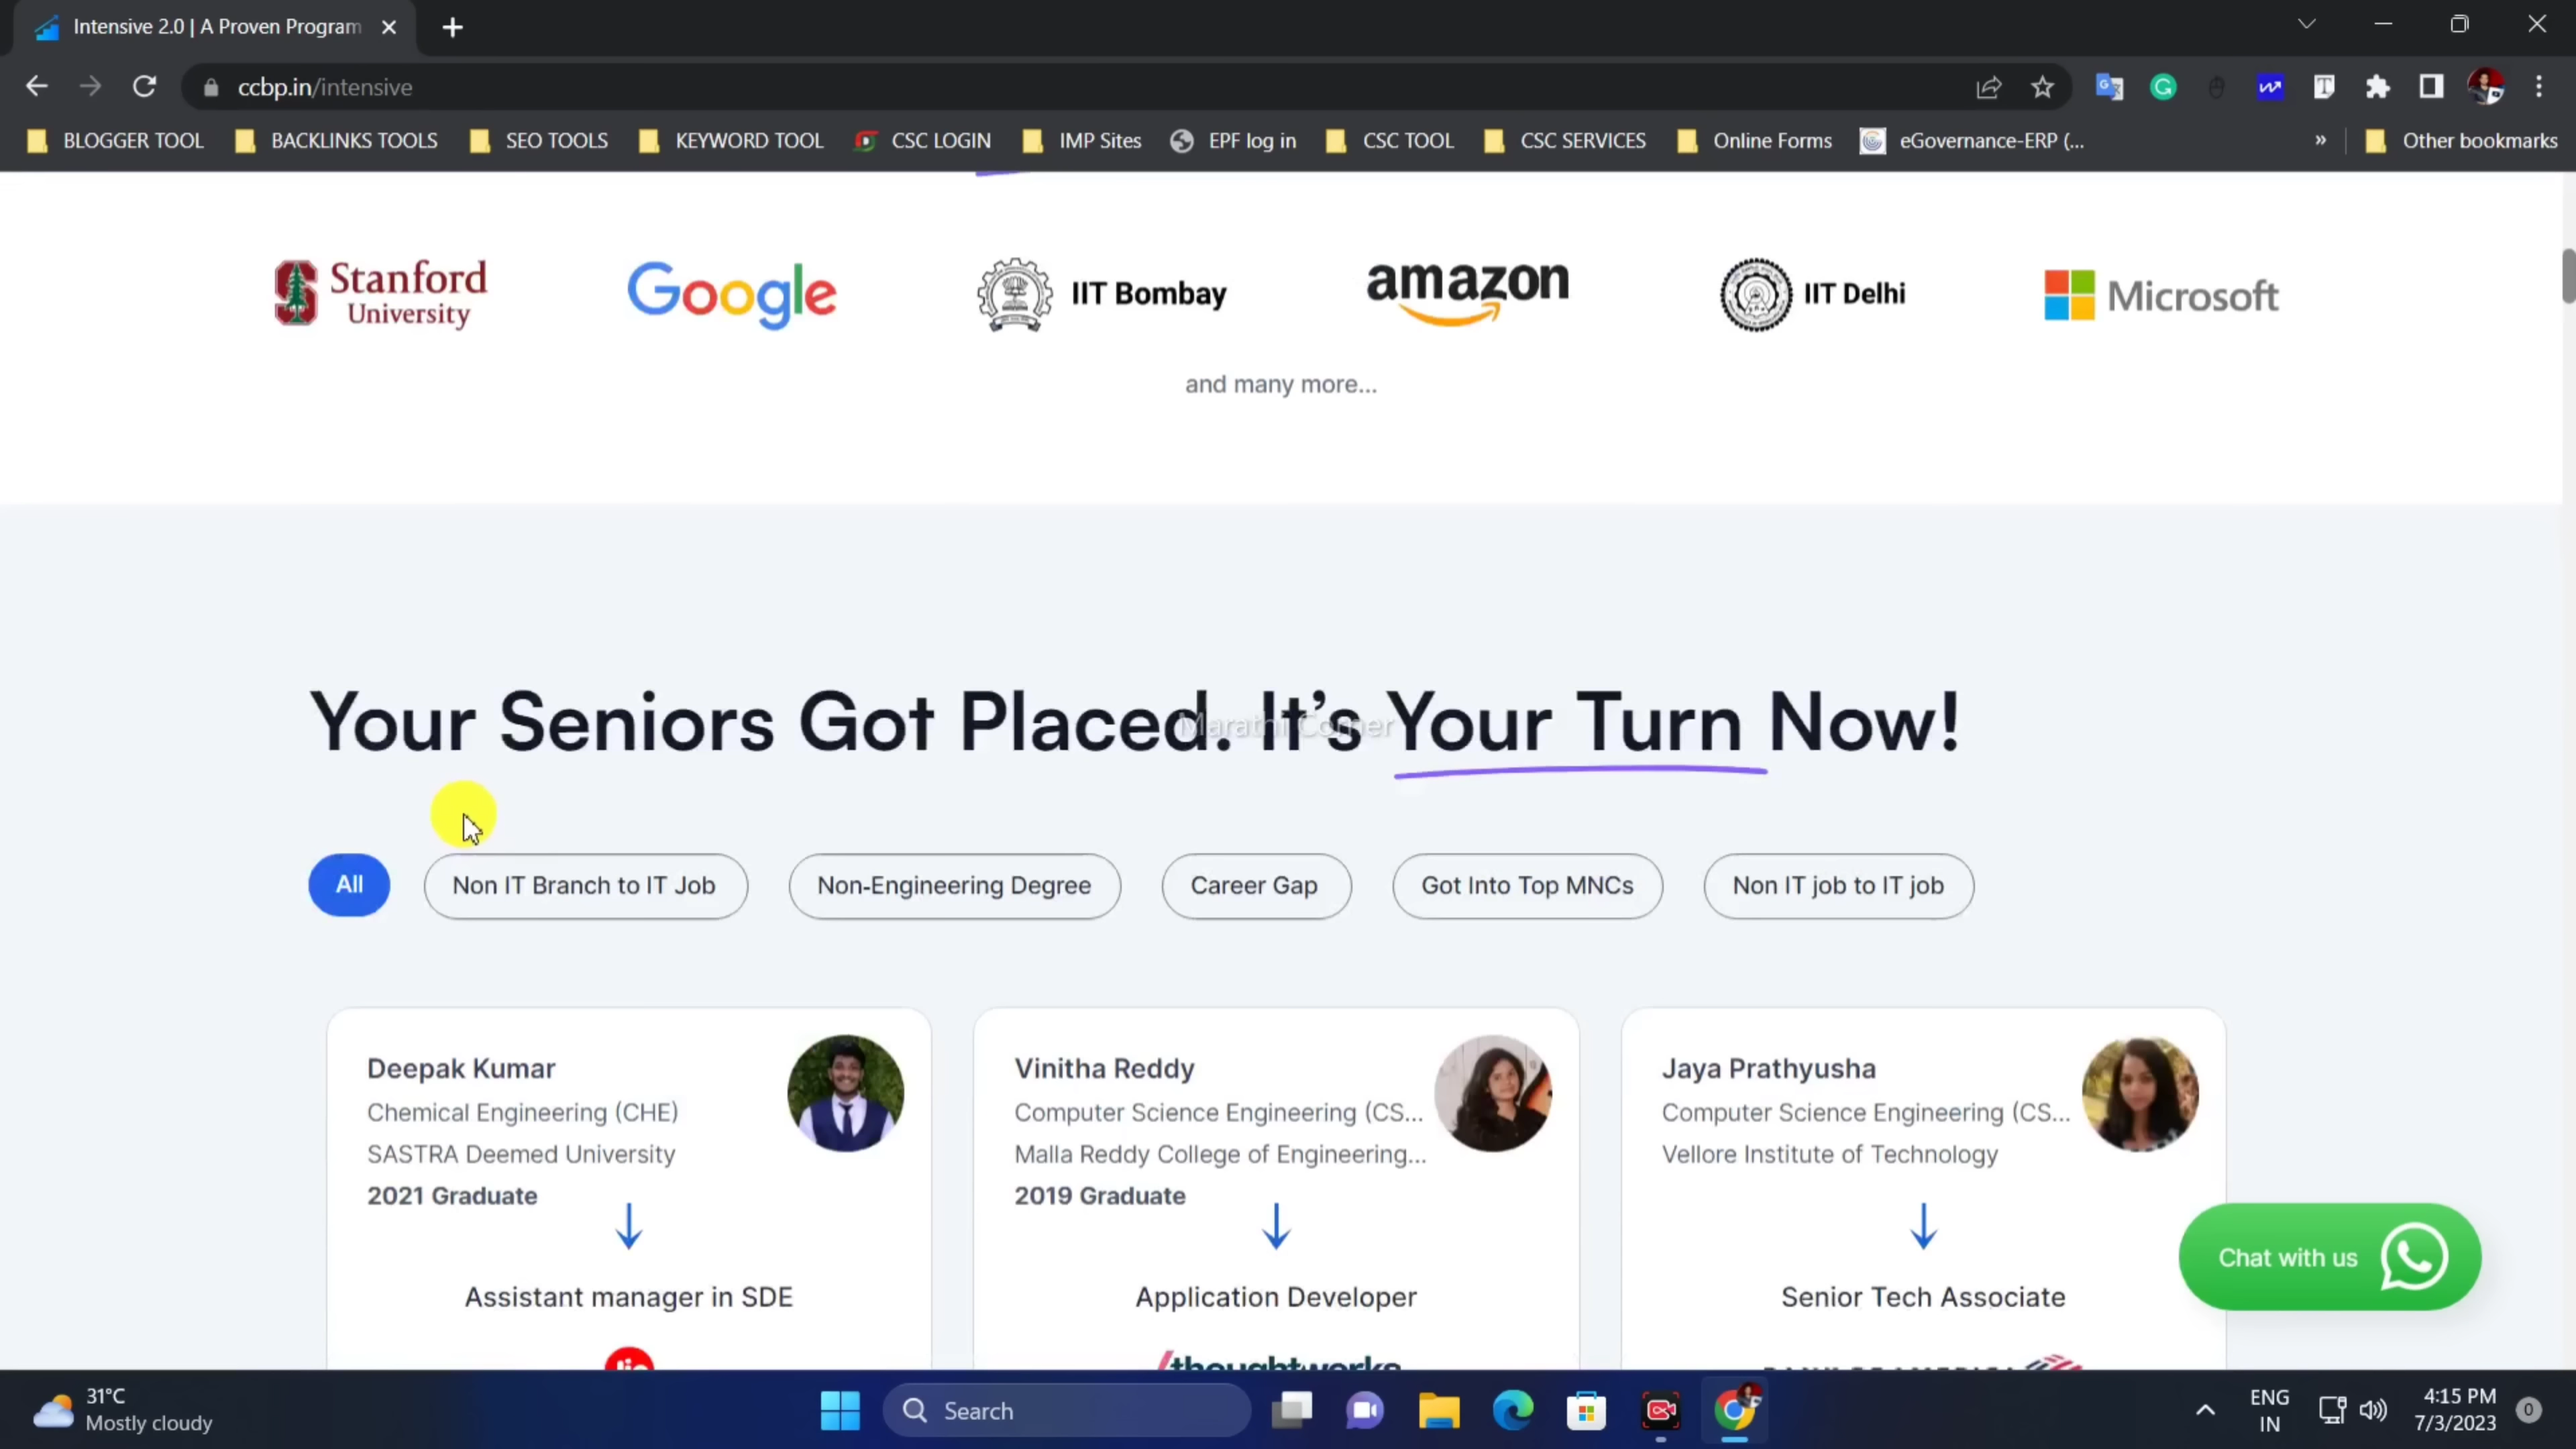 Intensive 2.0 | A Proven Program
ccbp.in/intensive
BLOGGER TOOL BACKLINKS TOOLS SEO TOOLS KEYWORD TOOL CSC LOGIN IMP Sites EPF log in CSC TOOL CSC SERVICES Online Forms eGovernance-ERP (... » Other bookmarks
Stanford University
Google
IIT Bombay
amazon
IIT Delhi
Microsoft
and many more...
Your Seniors Got Placed. It's Your Turn Now!
Marathi Corner
All Non IT Branch to IT Job Non-Engineering Degree Career Gap Got Into Top MNCs Non IT job to IT job
Deepak Kumar
Chemical Engineering (CHE)
SASTRA Deemed University
2021 Graduate
Assistant manager in SDE
Vinitha Reddy
Computer Science Engineering (CS...
Malla Reddy College of Engineering...
2019 Graduate
Application Developer
/thoughtworks
Jaya Prathyusha
Computer Science Engineering (CS...
Vellore Institute of Technology
Senior Tech Associate
Chat with us
31°C
Mostly cloudy
Search
ENG
IN
4:15 PM
7/3/2023
0